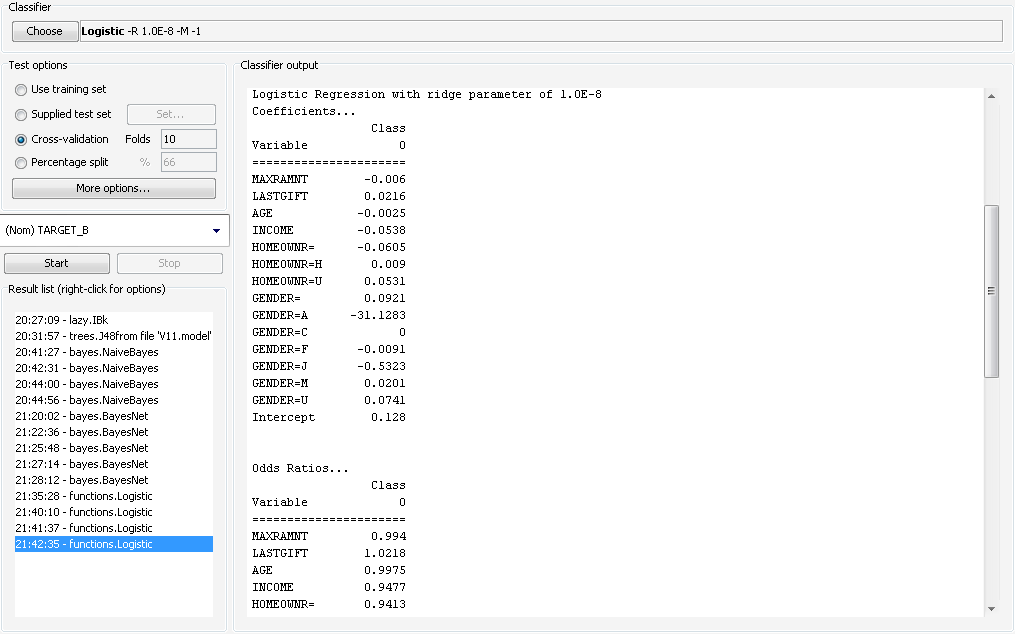 Classifier
Choose Logistic -R 1.0E-8 -M -1
Test options
Use training set
Supplied test set Set...
Cross-validation Folds 10
Percentage split % 66
More options...
(Nom) TARGET_B
Start Stop
Result list (right-click for options)
20:27:09 - lazy.IBk
20:31:57 - trees.J48from file 'V11.model'
20:41:27 - bayes.NaiveBayes
20:42:31 - bayes.NaiveBayes
20:44:00 - bayes.NaiveBayes
20:44:56 - bayes.NaiveBayes
21:20:02 - bayes.BayesNet
21:22:36 - bayes.BayesNet
21:25:48 - bayes.BayesNet
21:27:14 - bayes.BayesNet
21:28:12 - bayes.BayesNet
21:35:28 - functions.Logistic
21:40:10 - functions.Logistic
21:41:37 - functions.Logistic
21:42:35 - functions.Logistic
Classifier output
Logistic Regression with ridge parameter of 1.0E-8
Coefficients...
Class
Variable 0
======================
MAXRAMNT -0.006
LASTGIFT 0.0216
AGE -0.0025
INCOME -0.0538
HOMEOWNR= -0.0605
HOMEOWNR=H 0.009
HOMEOWNR=U 0.0531
GENDER= 0.0921
GENDER=A -31.1283
GENDER=C 0
GENDER=F -0.0091
GENDER=J -0.5323
GENDER=M 0.0201
GENDER=U 0.0741
Intercept 0.128
Odds Ratios...
Class
Variable 0
======================
MAXRAMNT 0.994
LASTGIFT 1.0218
AGE 0.9975
INCOME 0.9477
HOMEOWNR= 0.9413